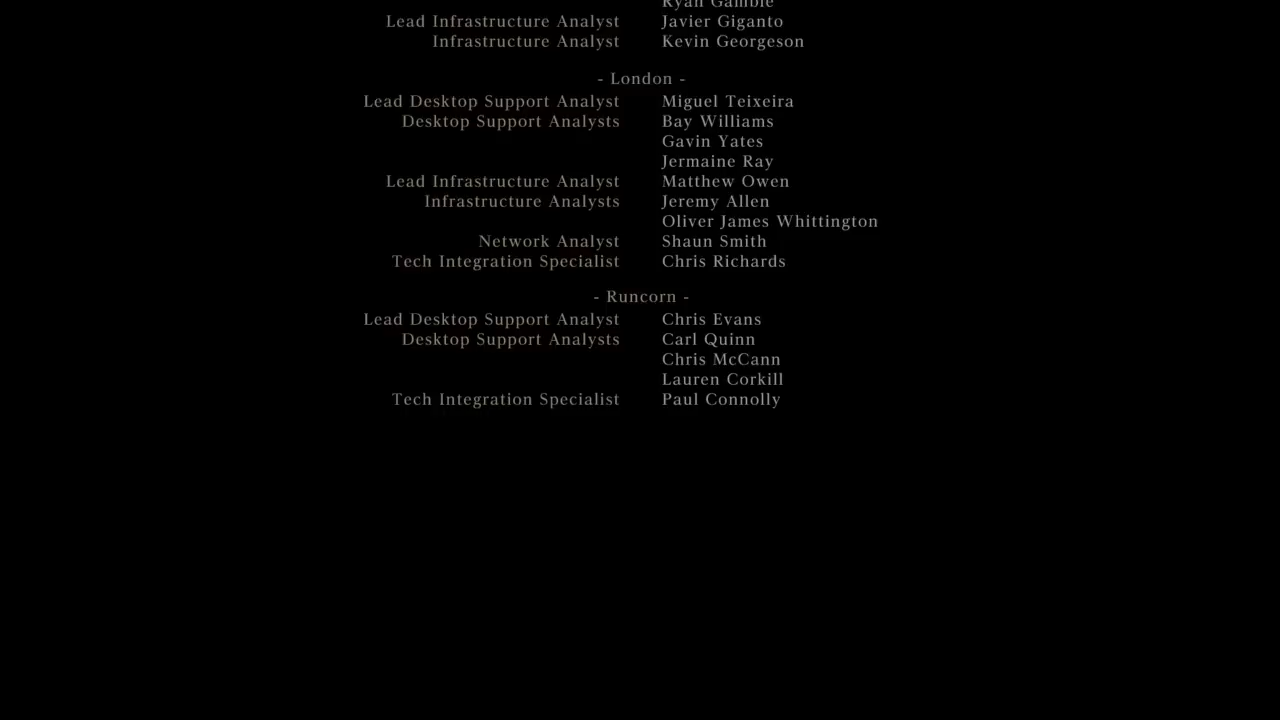 Ryan Gamble
Lead Infrastructure Analyst Javier Giganto
Infrastructure Analyst Kevin Georgeson
- London -
Lead Desktop Support Analyst Miguel Teixeira
Desktop Support Analysts Bay Williams
Gavin Yates
Jermaine Ray
Lead Infrastructure Analyst Matthew Owen
Infrastructure Analysts Jeremy Allen
Oliver James Whittington
Network Analyst Shaun Smith
Tech Integration Specialist Chris Richards
- Runcorn -
Lead Desktop Support Analyst Chris Evans
Desktop Support Analysts Carl Quinn
Chris McCann
Lauren Corkill
Tech Integration Specialist Paul Connolly